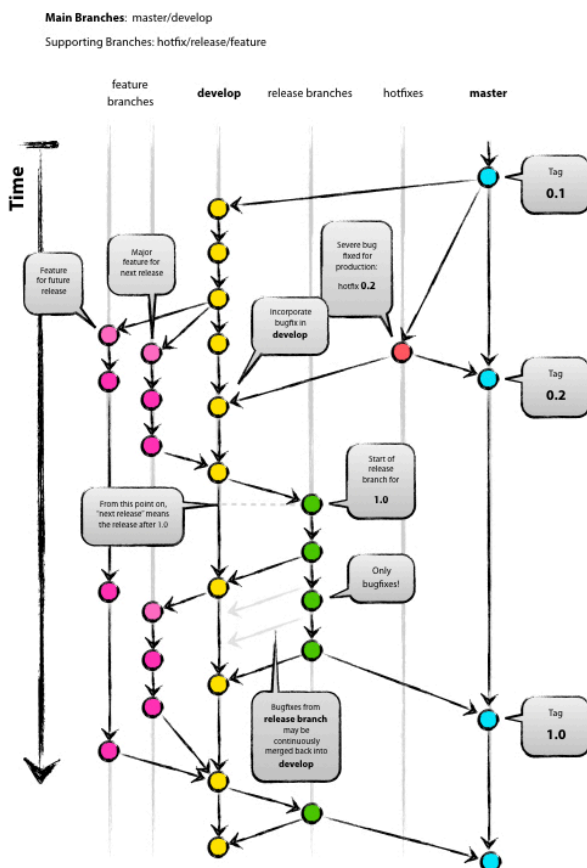 Main Branches: master/develop
Supporting Branches: hotfix/release/feature
feature
branches
develop
release branches
hotfixes
master
Time
Tag
0.1
Severe bug
fixed for
production:
hotfix 0.2
Major
feature for
next release
Feature
for future
release
Incorporate
bugfix in
develop
Tag
0.2
Start of
release
branch for
1.0
From this point on,
"next release" means
the release after 1.0
Only
bugfixes!
Bugfixes from
release branch
may be
continuously
merged back into
develop
Tag
1.0